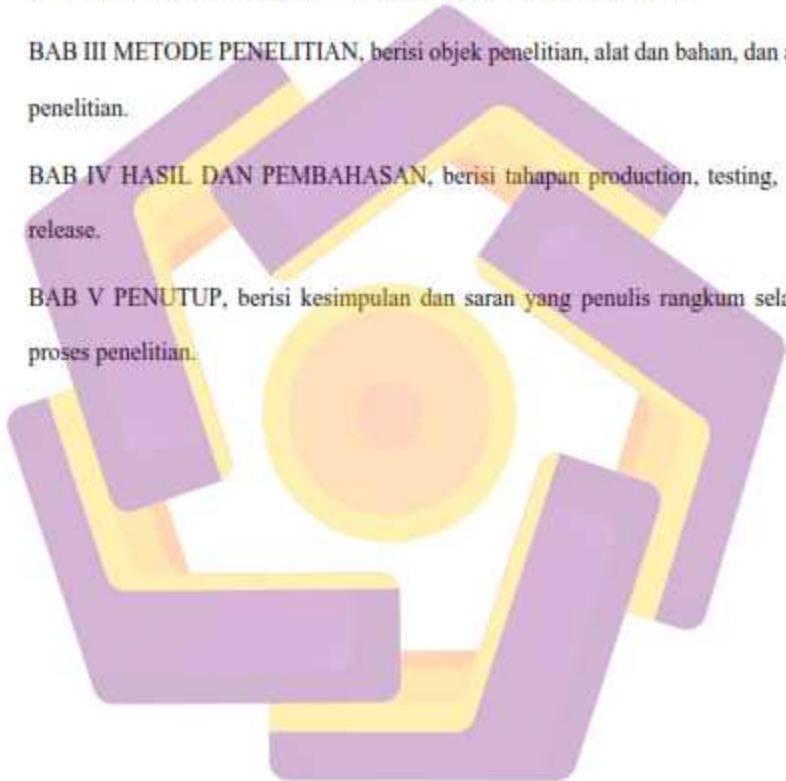 BAB III METODE PENELITIAN, berisi objek penelitian, alat dan bahan, dan
penelitian.
BAB IV HASIL DAN PEMBAHASAN, berisi tahapan production, testing,
release.
BAB V PENUTUP, berisi kesimpulan dan saran yang penulis rangkum
proses penelitian.